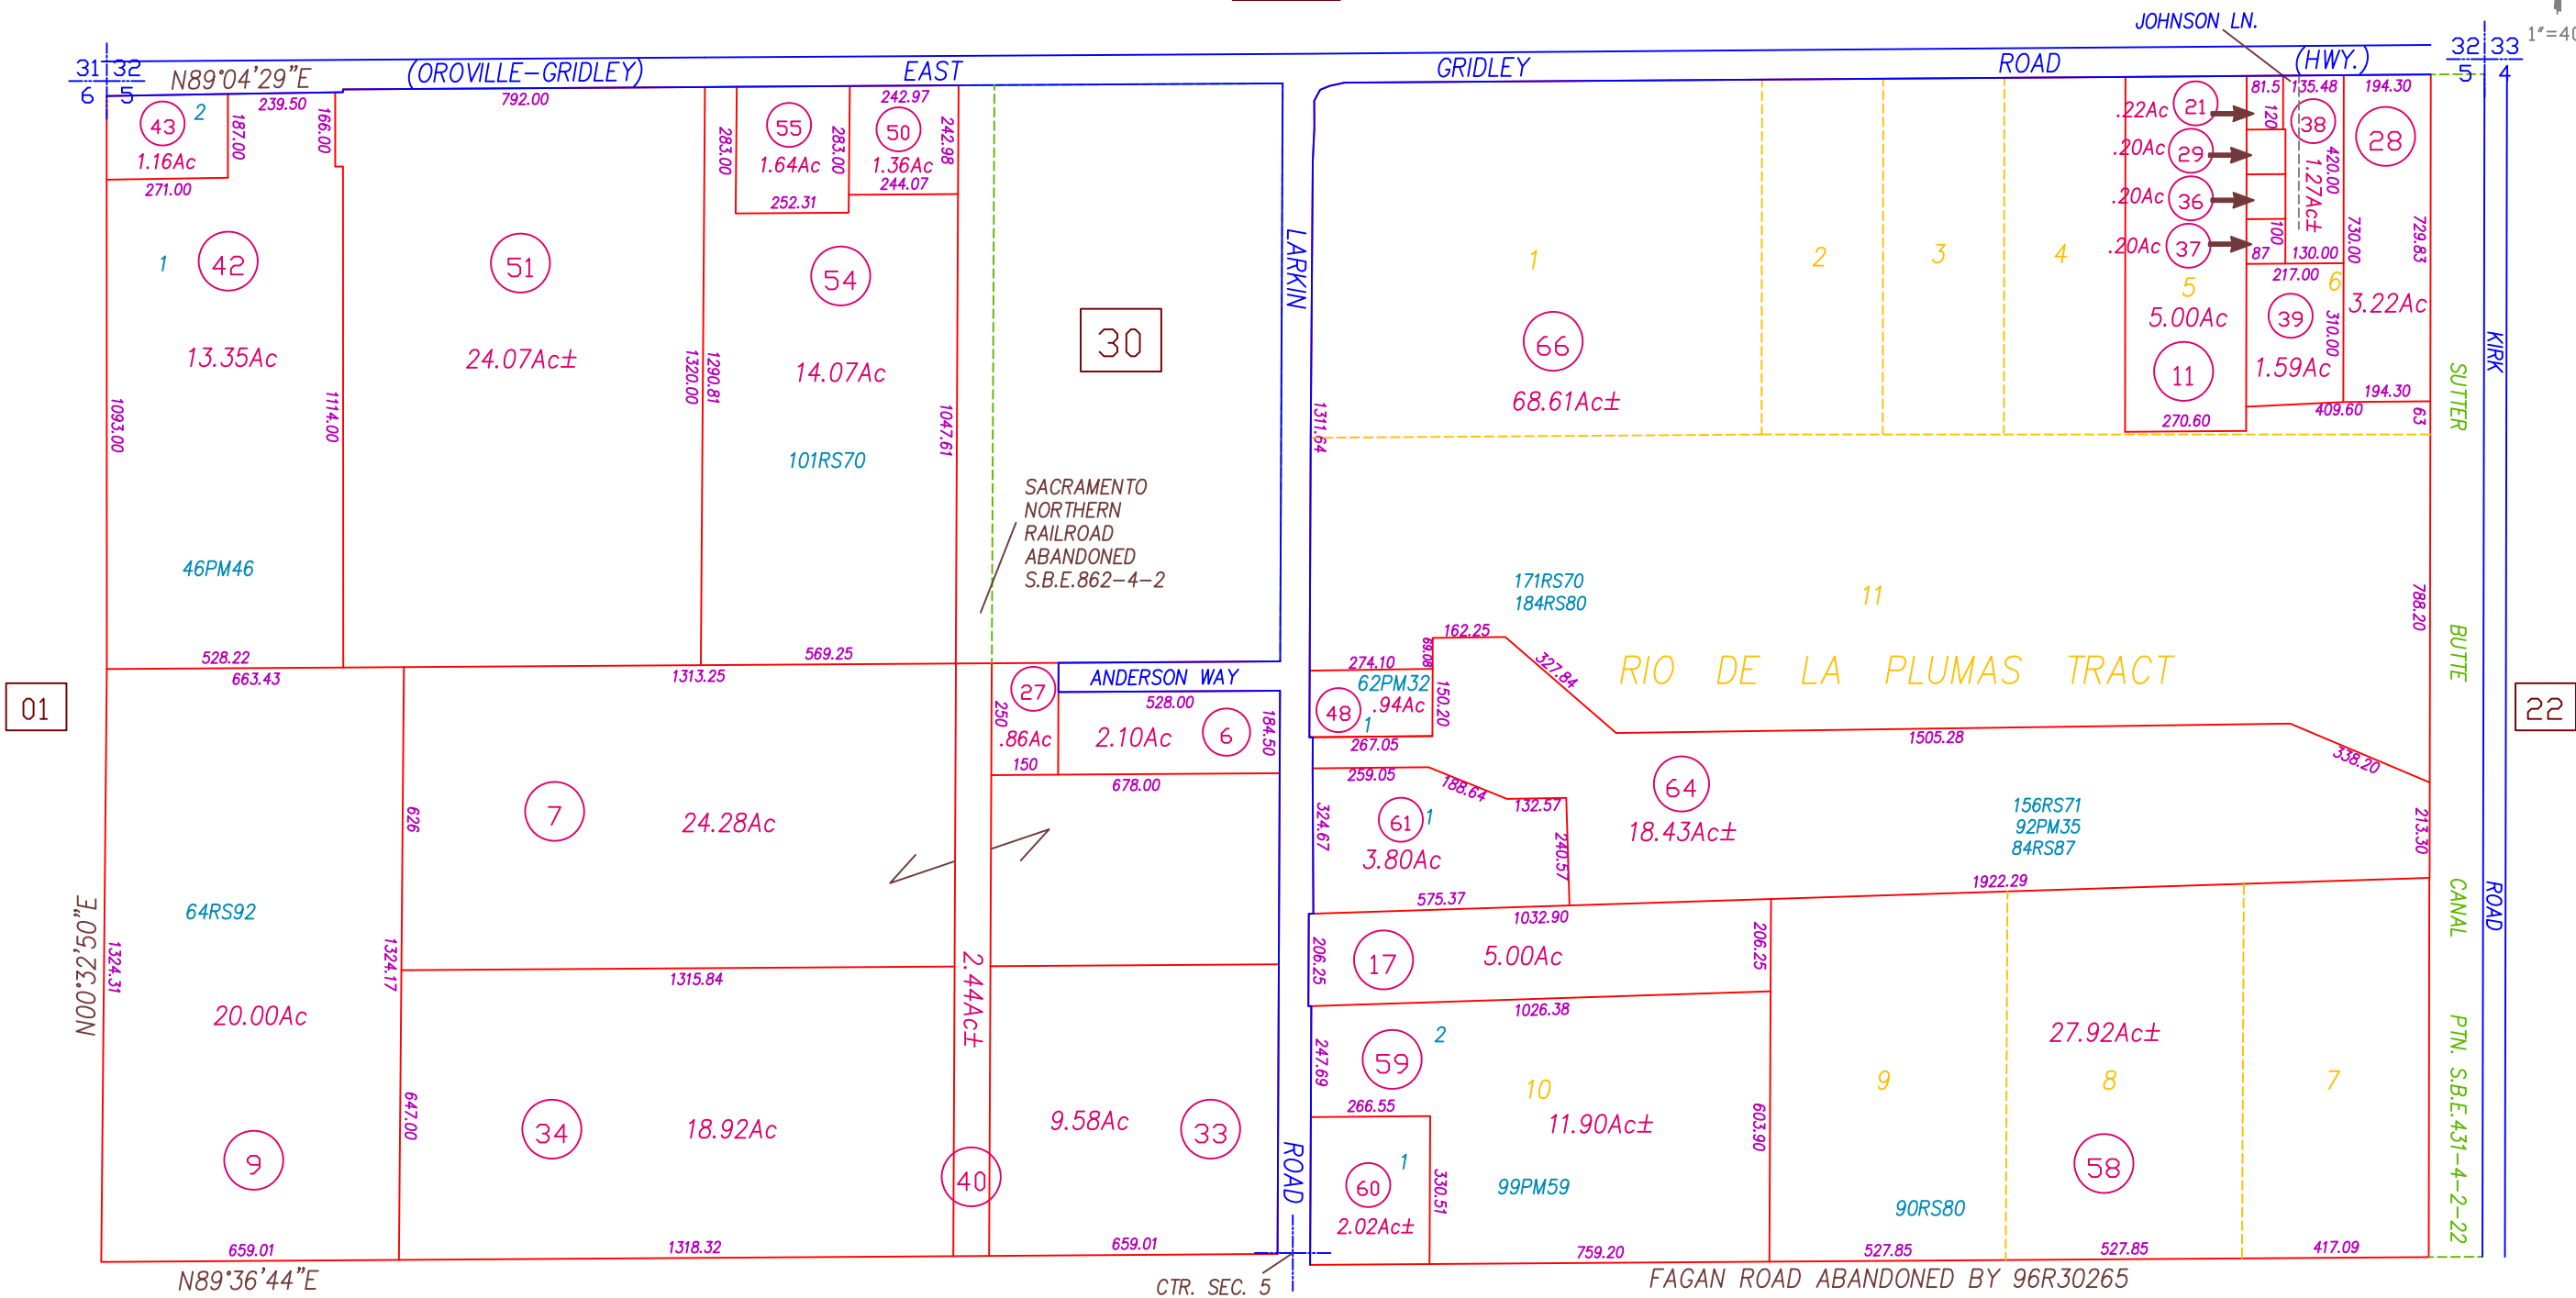 JOHNSON LN.
1"=40
31 32
6 5
N89°04'29"E
(OROVILLE-GRIDLEY) EAST GRIDLEY ROAD (HWY.)
32 33
5 4
43 2
1.16Ac
239.50
187.00
271.00
166.00
792.00
283.00
55
1.64Ac
283.00
252.31
242.97
50
1.36Ac
242.98
244.07
1
42
13.35Ac
1093.00
1114.00
46PM46
528.22
51
24.07Ac±
1320.00
1290.81
54
14.07Ac
1047.61
101RS70
569.25
SACRAMENTO
NORTHERN
RAILROAD
ABANDONED
S.B.E.862-4-2
30
LARKIN
1311.64
1
2
3
4
66
68.61Ac±
.22Ac 21
.20Ac 29
.20Ac 36
.20Ac 37
5
5.00Ac
11
270.60
81.5
120
100
87
135.48
38
1.27Ac±
420.00
130.00
217.00
6
39
310.00
1.59Ac
409.60
194.30
28
730.00
729.83
3.22Ac
194.30
63
SUTTER BUTTE CANAL PTN. S.B.E.431-4-2-22
KIRK ROAD
171RS70
184RS80
11
788.20
RIO DE LA PLUMAS TRACT
01
22
663.43
1313.25
ANDERSON WAY
27
250
.86Ac
150
528.00
2.10Ac 6
184.50
678.00
274.10
62PM32
48 .94Ac
1
267.05
69.08
150.20
162.25
327.84
1505.28
338.20
7
24.28Ac
626
64RS92
N00°32'50"E
1324.31
1324.17
20.00Ac
9
659.01
259.05
188.64
132.57
324.67
61 1
3.80Ac
240.57
575.37
64
18.43Ac±
156RS71
92PM35
84RS87
213.30
1922.29
1032.90
17
5.00Ac
206.25
206.25
1026.38
1315.84
647.00
34
18.92Ac
1318.32
2.44Ac±
40
9.58Ac
33
659.01
ROAD
2
59
247.69
266.55
10
11.90Ac±
603.90
1
60
330.51
2.02Ac±
99PM59
759.20
9
27.92Ac±
8
7
58
90RS80
527.85
527.85
417.09
N89°36'44"E
CTR. SEC. 5
FAGAN ROAD ABANDONED BY 96R30265